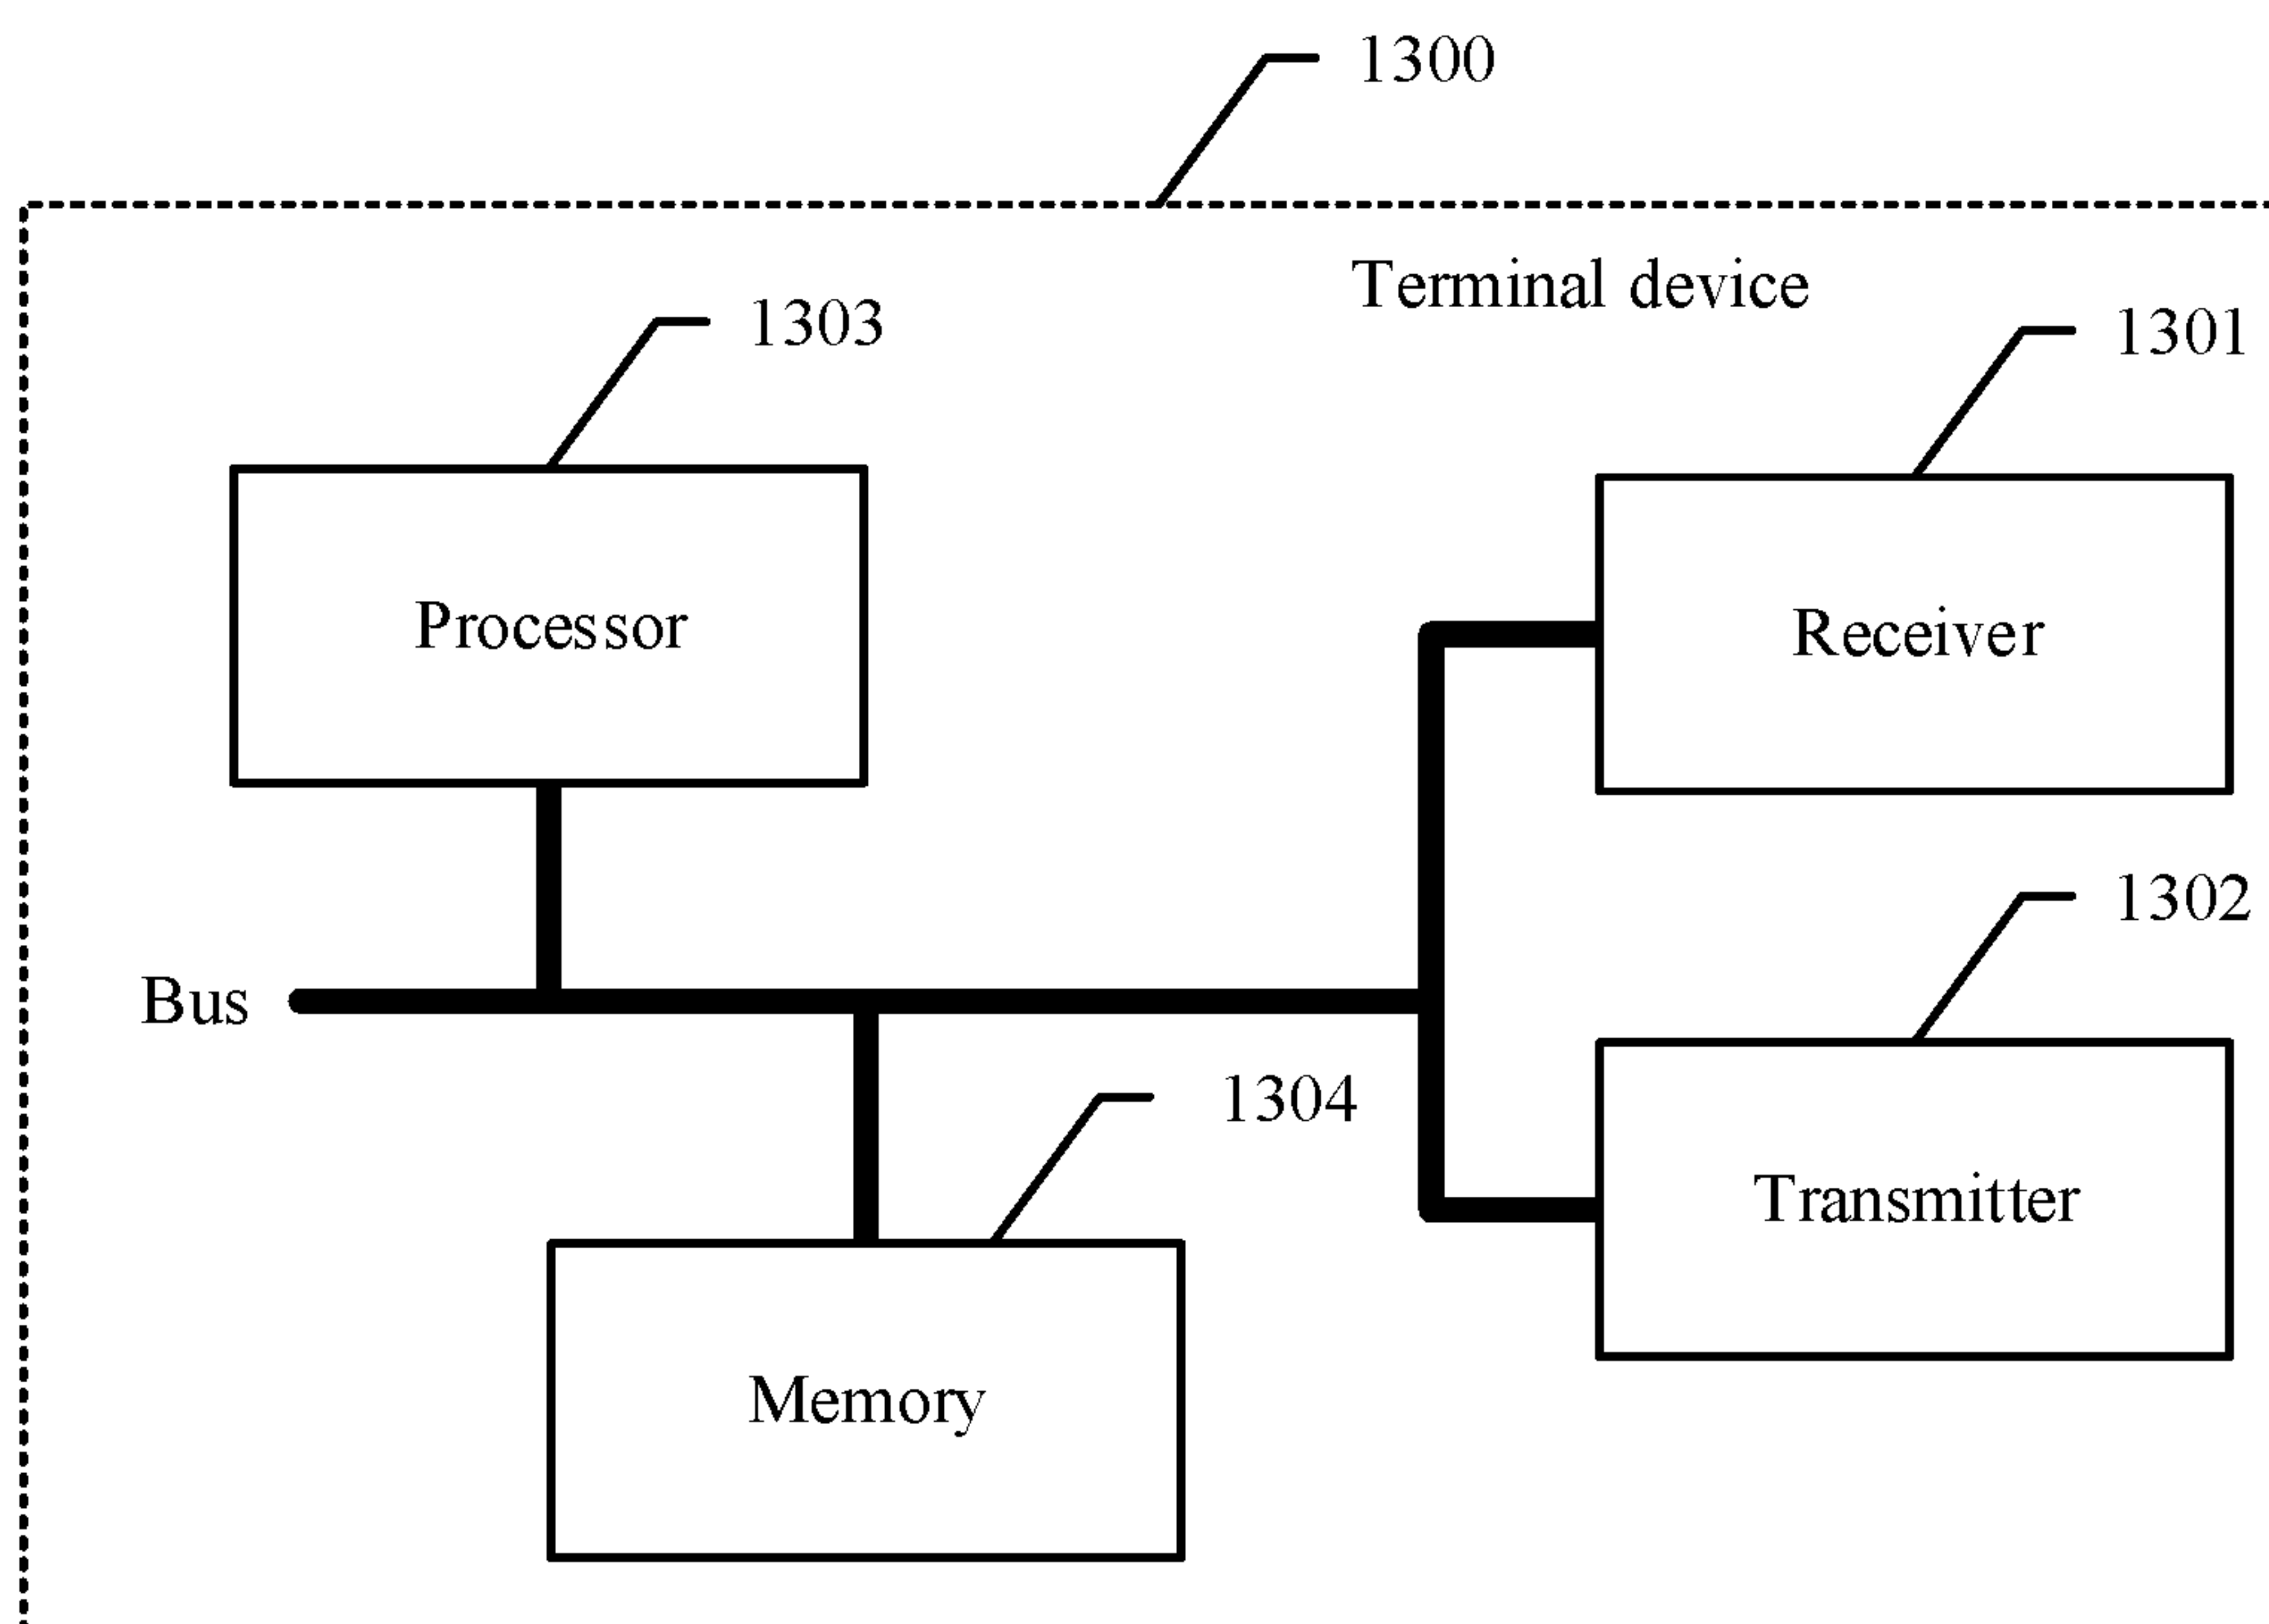 1300
Terminal device
1303
1301
Processor
Receiver
1302
Bus
1304
Transmitter
Memory